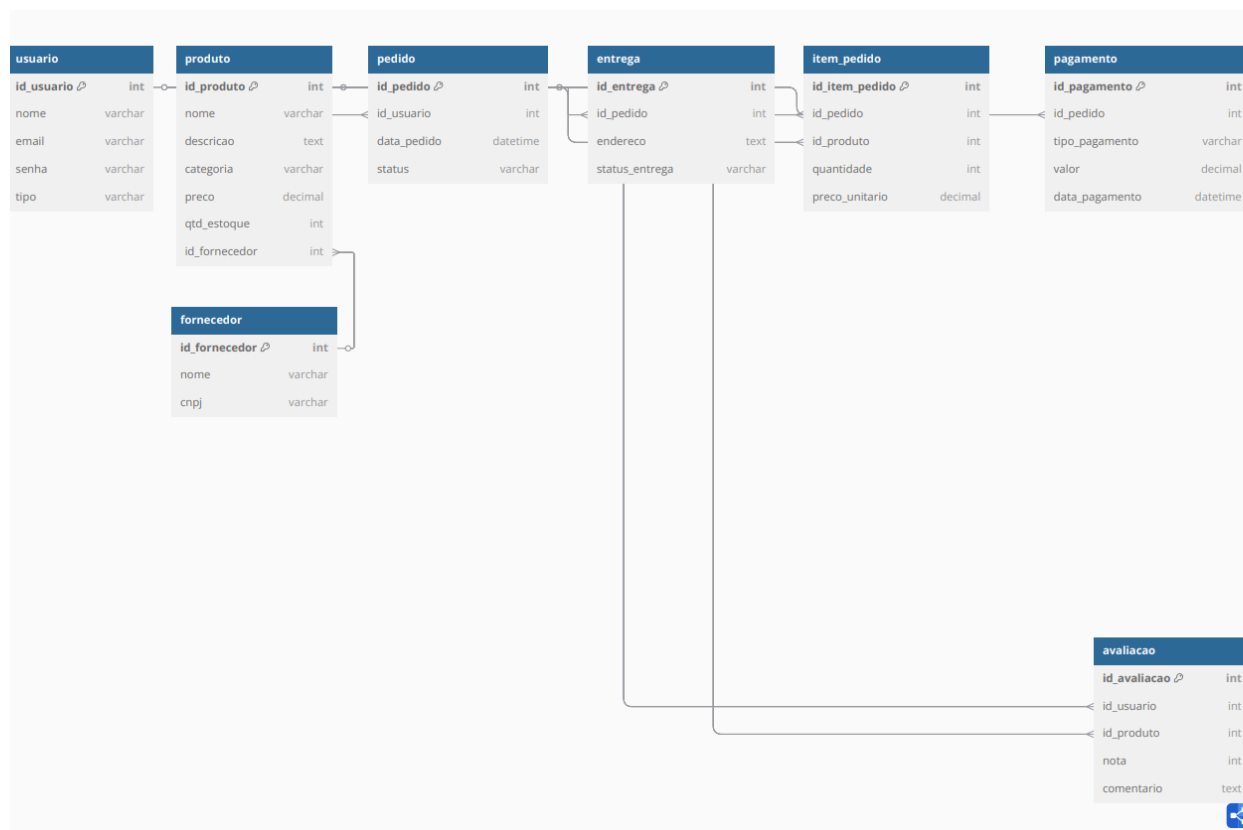 usuario
id_usuario int
nome varchar
email varchar
senha varchar
tipo varchar
produto
id_produto int
nome varchar
descricao text
categoria varchar
preco decimal
qtd_estoque int
id_fornecedor int
pedido
id_pedido int
id_usuario int
data_pedido datetime
status varchar
entrega
id_entrega int
id_pedido int
endereco text
status_entrega varchar
item_pedido
id_item_pedido int
id_pedido int
id_produto int
quantidade int
preco_unitario decimal
pagamento
id_pagamento int
id_pedido int
tipo_pagamento varchar
valor decimal
data_pagamento datetime
fornecedor
id_fornecedor int
nome varchar
cnpj varchar
avaliacao
id_avaliacao int
id_usuario int
id_produto int
nota int
comentario text